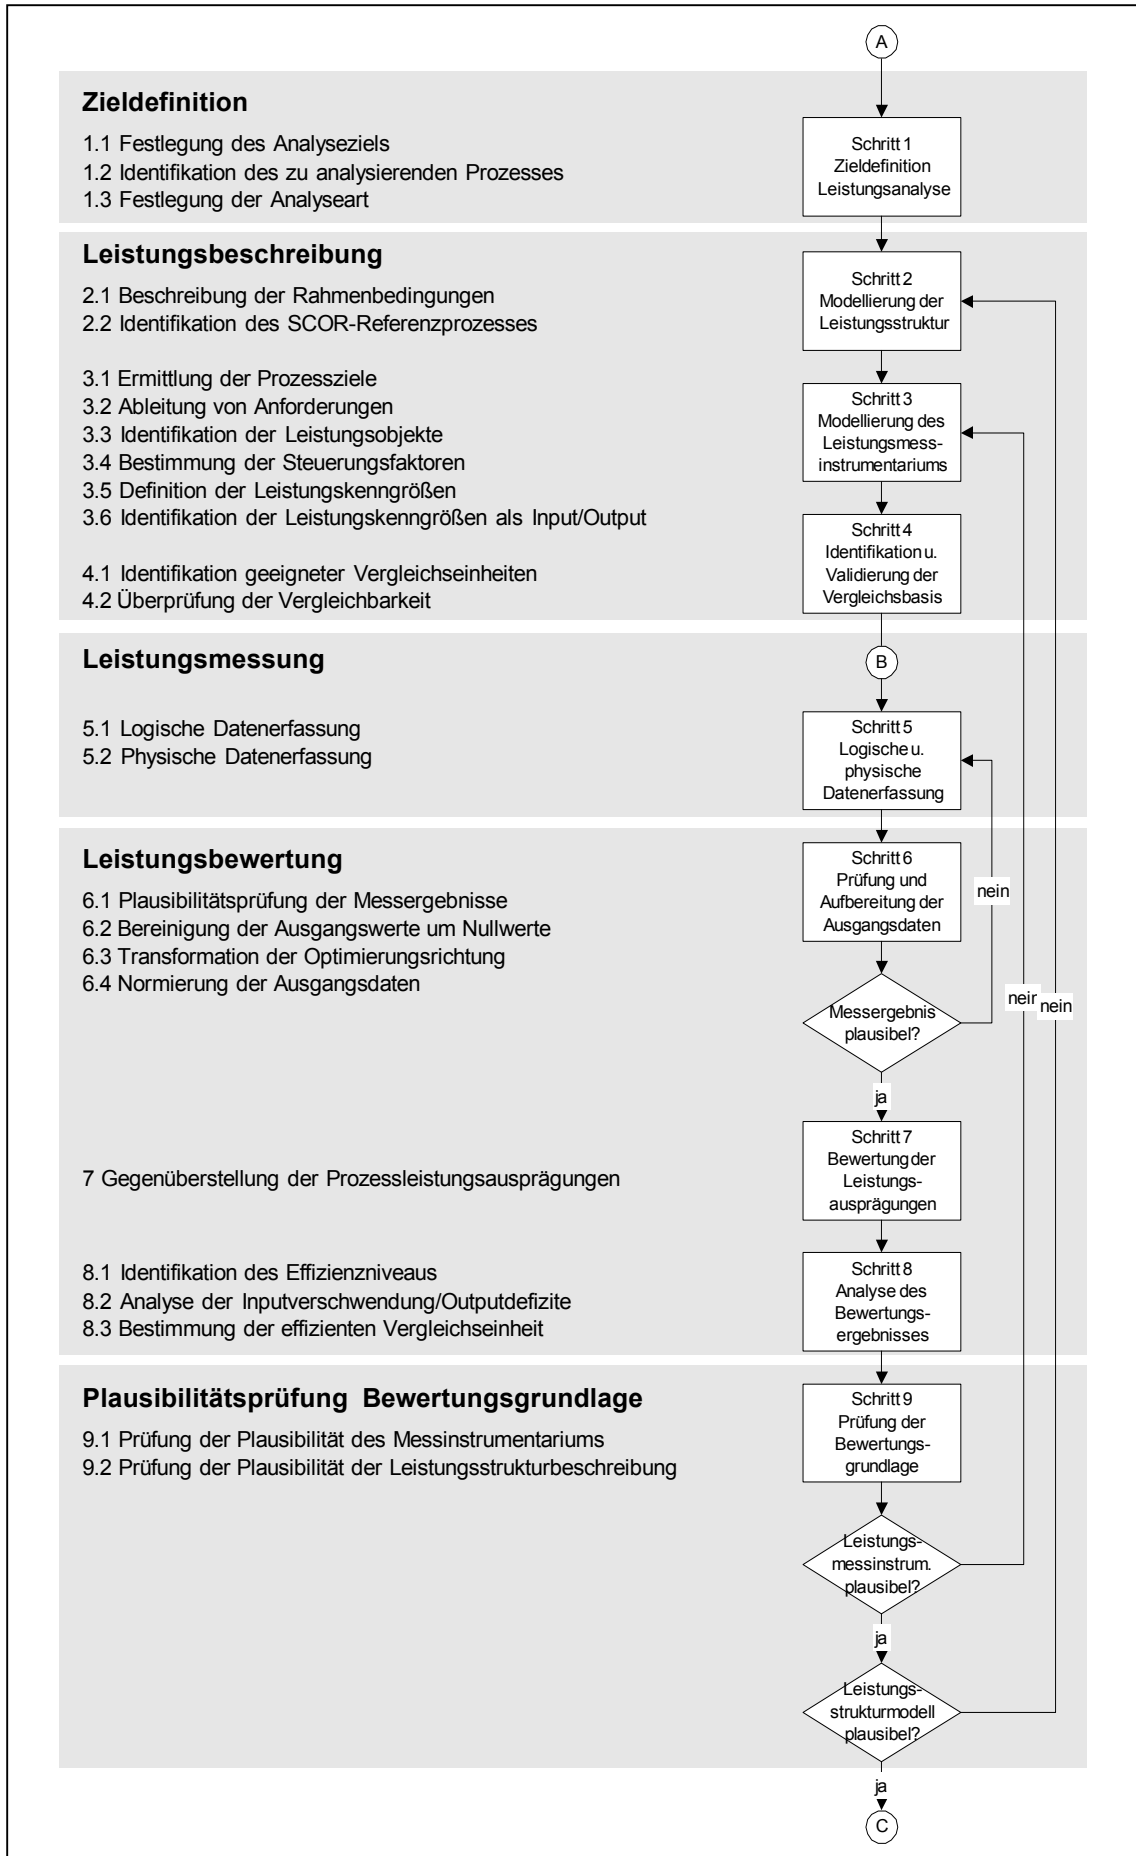 A
Zieldefinition
1.1 Festlegung des Analyseziels
1.2 Identifikation des zu analysierenden Prozesses
1.3 Festlegung der Analyseart
Schritt 1
Zieldefinition
Leistungsanalyse
Leistungsbeschreibung
2.1 Beschreibung der Rahmenbedingungen
2.2 Identifikation des SCOR-Referenzprozesses
Schritt 2
Modellierung der
Leistungsstruktur
3.1 Ermittlung der Prozessziele
3.2 Ableitung von Anforderungen
3.3 Identifikation der Leistungsobjekte
3.4 Bestimmung der Steuerungsfaktoren
3.5 Definition der Leistungskenngrößen
3.6 Identifikation der Leistungskenngrößen als Input/Output
Schritt 3
Modellierung des
Leistungsmess-
instrumentariums
4.1 Identifikation geeigneter Vergleichseinheiten
4.2 Überprüfung der Vergleichbarkeit
Schritt 4
Identifikation u.
Validierung der
Vergleichsbasis
Leistungsmessung
B
5.1 Logische Datenerfassung
5.2 Physische Datenerfassung
Schritt 5
Logische u.
physische
Datenerfassung
Leistungsbewertung
6.1 Plausibilitätsprüfung der Messergebnisse
6.2 Bereinigung der Ausgangswerte um Nullwerte
6.3 Transformation der Optimierungsrichtung
6.4 Normierung der Ausgangsdaten
Schritt 6
Prüfung und
Aufbereitung der
Ausgangsdaten
nein
nein
nein
Messergebnis
plausibel?
ja
7 Gegenüberstellung der Prozessleistungsausprägungen
Schritt 7
Bewertung der
Leistungs-
ausprägungen
8.1 Identifikation des Effizienzniveaus
8.2 Analyse der Inputverschwendung/Outputdefizite
8.3 Bestimmung der effizienten Vergleichseinheit
Schritt 8
Analyse des
Bewertungs-
ergebnisses
Plausibilitätsprüfung Bewertungsgrundlage
9.1 Prüfung der Plausibilität des Messinstrumentariums
9.2 Prüfung der Plausibilität der Leistungsstrukturbeschreibung
Schritt 9
Prüfung der
Bewertungs-
grundlage
Leistungs-
messinstrum.
plausibel?
ja
Leistungs-
strukturmodell
plausibel?
ja
C